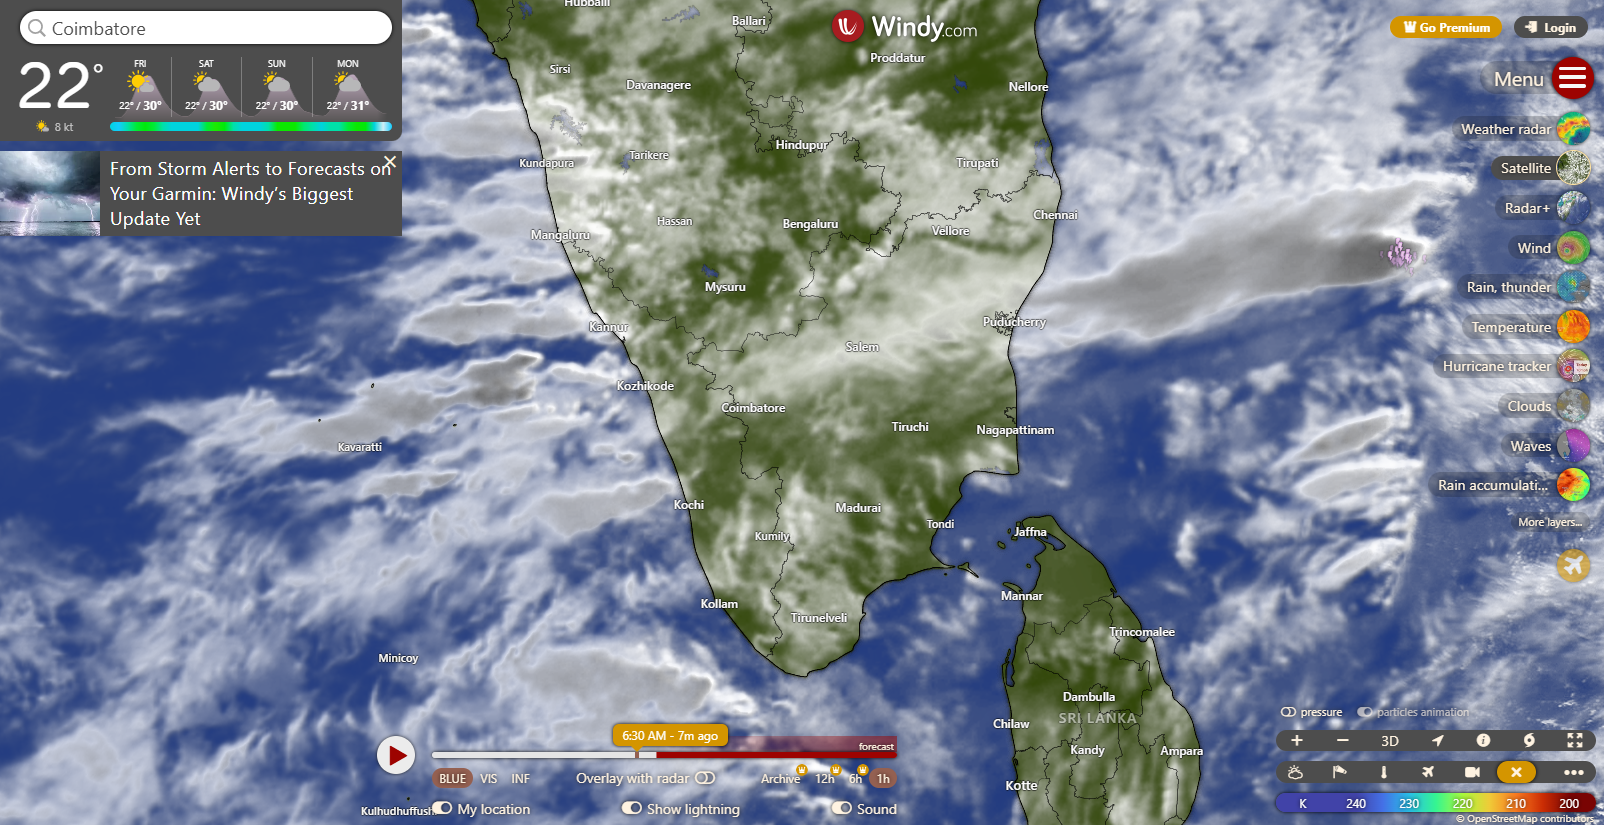 Coimbatore
22°
8 kt
FRI
22° / 30°
SAT
22° / 30°
SUN
22° / 30°
MON
22° / 31°
From Storm Alerts to Forecasts on
Your Garmin: Windy's Biggest
Update Yet
Windy.com
Go Premium
Login
Menu
Weather radar
Satellite
Radar+
Wind
Rain, thunder
Temperature
Hurricane tracker
Clouds
Waves
Rain accumulati...
More layers...
Hubballi
Ballari
Proddatur
Sirsi
Davanagere
Nellore
Hindupur
Kundapura
Tarikere
Tirupati
Hassan
Bengaluru
Chennai
Mangaluru
Vellore
Mysuru
Kannur
Puducherry
Salem
Kozhikode
Coimbatore
Tiruchi
Nagapattinam
Kavaratti
Kochi
Madurai
Tondi
Kumily
Jaffna
Mannar
Kollam
Tirunelveli
Trincomalee
Minicoy
Dambulla
SRI LANKA
Chilaw
Kandy
Ampara
Kotte
Kulhudhuffush
6:30 AM - 7m ago
forecast
BLUE VIS INF
Overlay with radar
Archive 12h 6h 1h
My location
Show lightning
Sound
pressure
particles animation
+ − 3D
K 240 230 220 210 200
© OpenStreetMap contributors